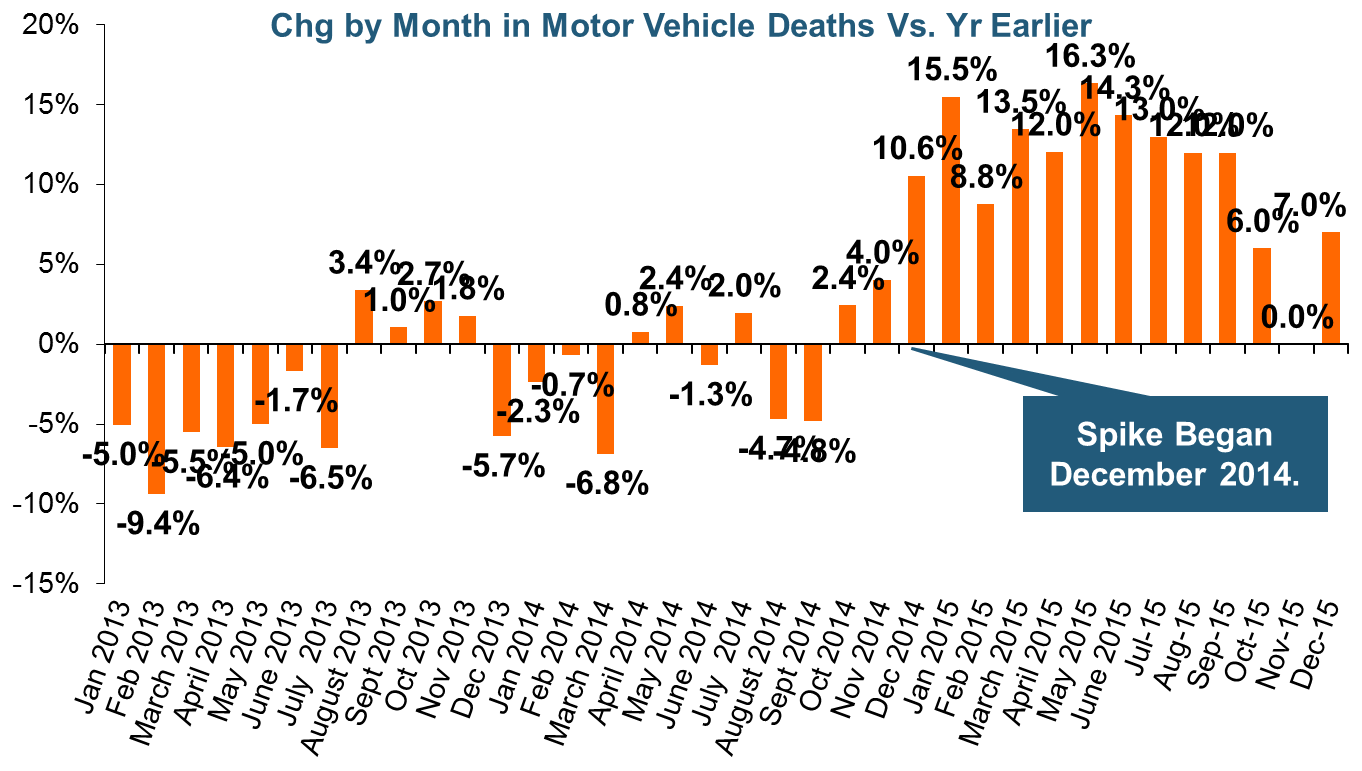 Chg by Month in Motor Vehicle Deaths Vs. Yr Earlier
20%
15%
10%
5%
0%
-5%
-10%
-15%
-5.0%
-9.4%
-5.5%
-6.4%
-5.0%
-1.7%
-6.5%
3.4%
1.0%
2.7%
1.8%
-5.7%
-2.3%
-0.7%
-6.8%
0.8%
2.4%
-1.3%
2.0%
-4.7%
-4.8%
2.4%
4.0%
10.6%
15.5%
8.8%
13.5%
12.0%
16.3%
14.3%
13.0%
12.0%
12.0%
6.0%
0.0%
7.0%
Spike Began
December 2014.
Jan 2013
Feb 2013
March 2013
April 2013
May 2013
June 2013
July 2013
August 2013
Sept 2013
Oct 2013
Nov 2013
Dec 2013
Jan 2014
Feb 2014
March 2014
April 2014
May 2014
June 2014
July 2014
August 2014
Sept 2014
Oct 2014
Nov 2014
Dec 2014
Jan 2015
Feb 2015
March 2015
April 2015
May 2015
June 2015
Jul-15
Aug-15
Sep-15
Oct-15
Nov-15
Dec-15